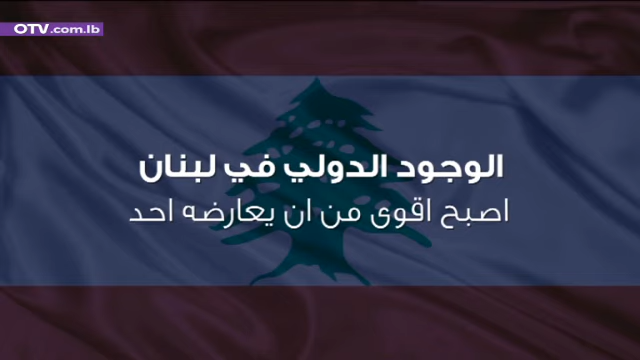 OTV.com.lb
الوجود الدولي في لبنان
اصبح اقوى من ان يعارضه احد